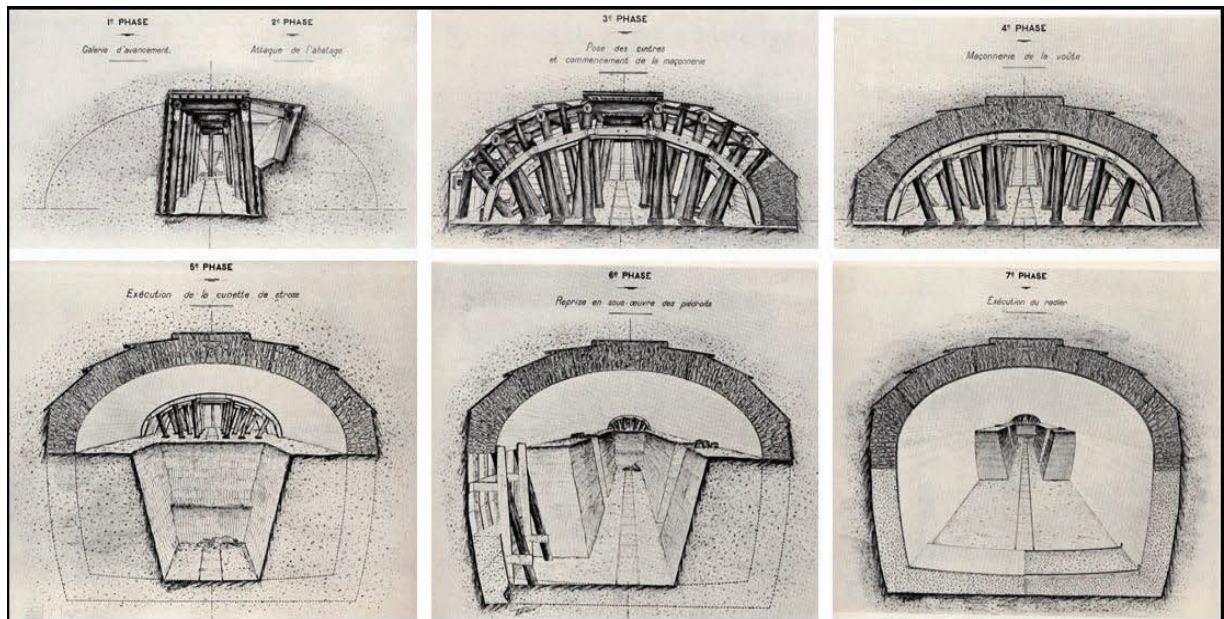 1e PHASE
Galerie d'avancement.
2e PHASE
Attaque de l'abatage
3e PHASE
Pose des cintres
et commencement de la maçonnerie
4e PHASE
Maçonnerie de la voûte
5e PHASE
Exécution de la cunette de strose
6e PHASE
Reprise en sous-œuvre des piédroits
7e PHASE
Exécution du radier